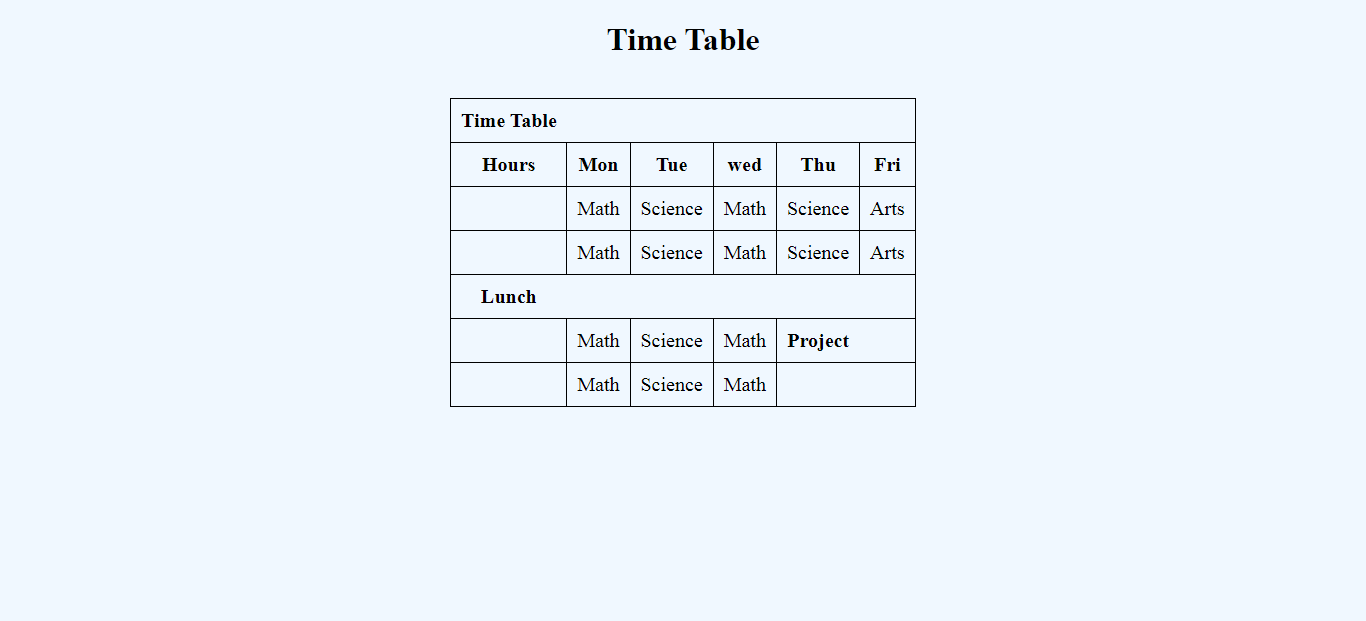 Time Table
Time Table
Hours Mon Tue wed Thu Fri
Math Science Math Science Arts
Math Science Math Science Arts
Lunch
Math Science Math Project
Math Science Math